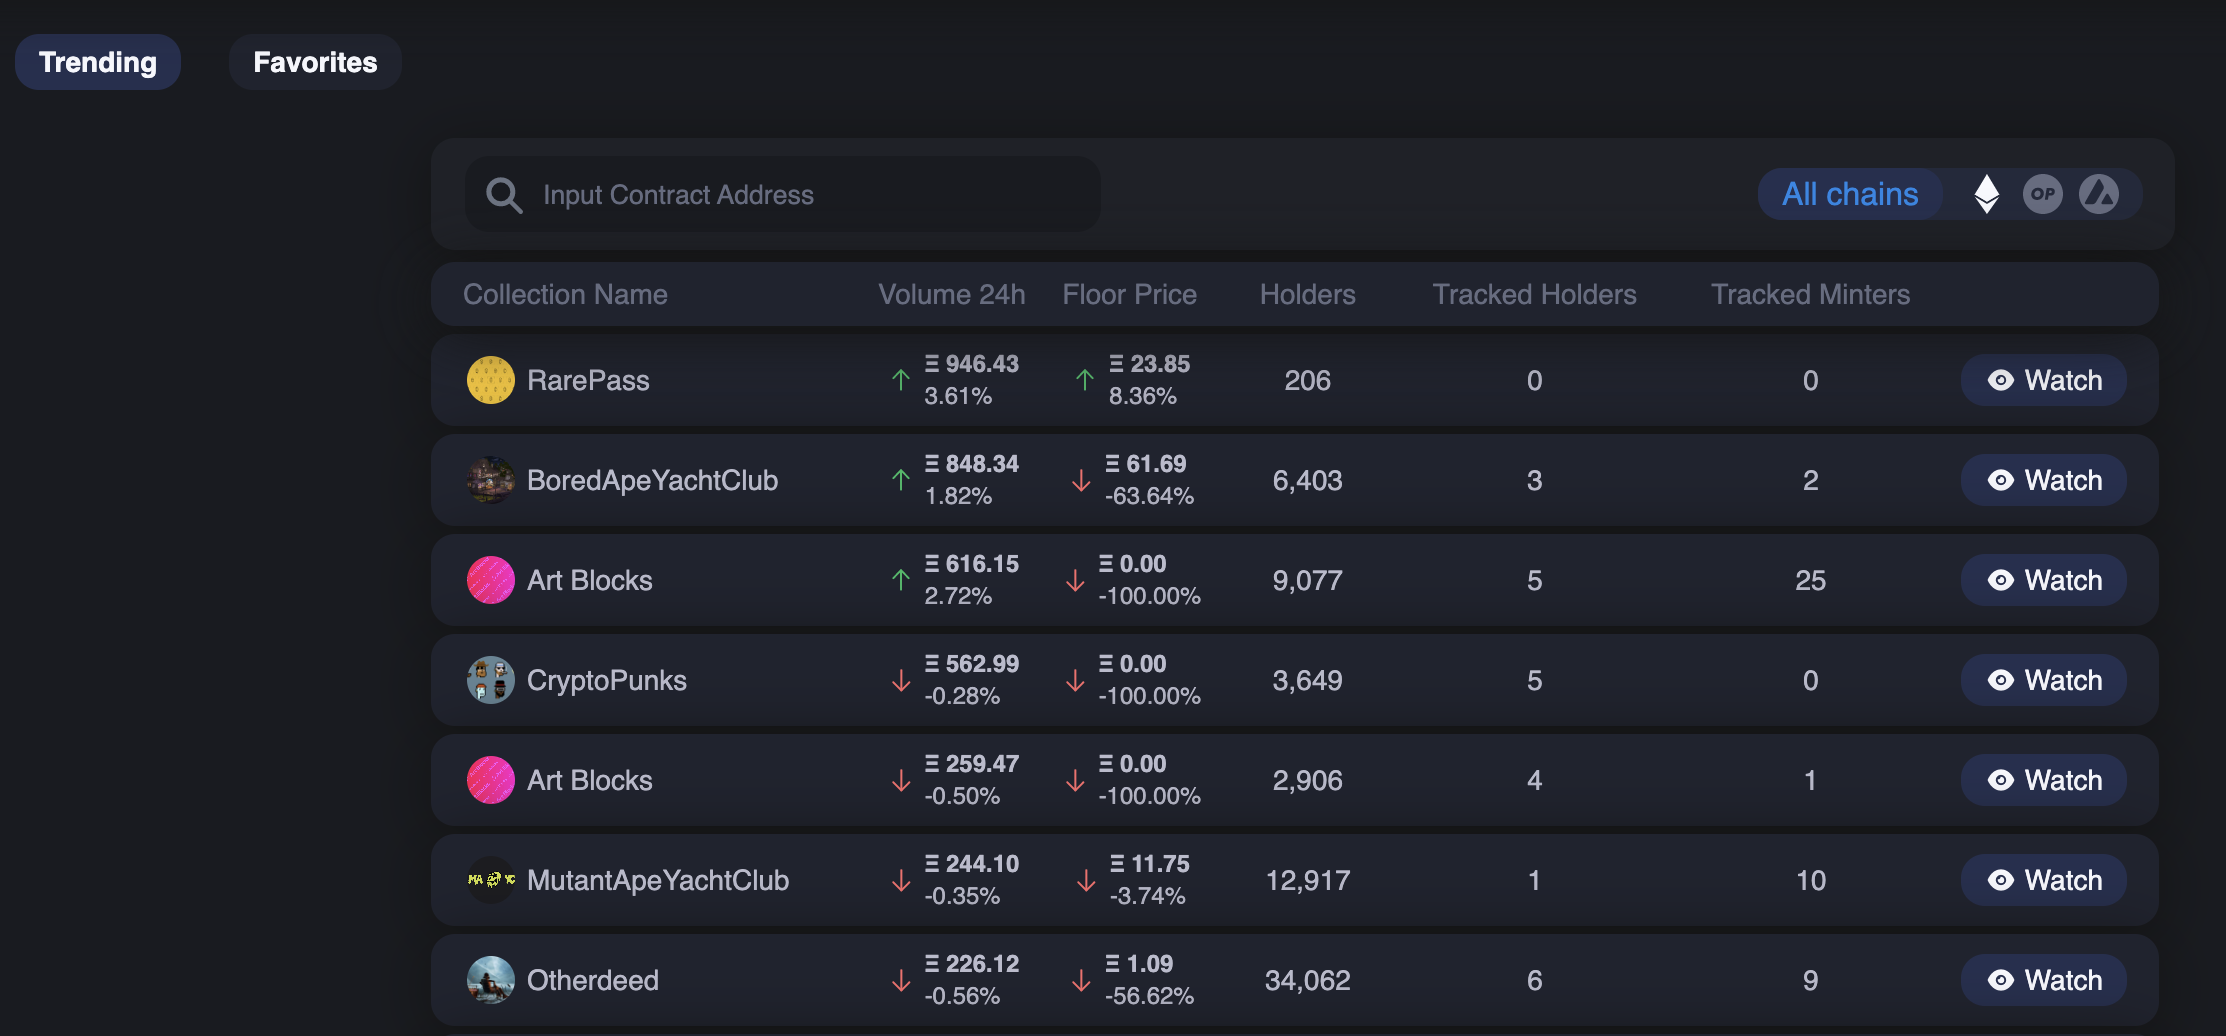 Trending Favorites
Input Contract Address All chains OP
Collection Name Volume 24h Floor Price Holders Tracked Holders Tracked Minters
RarePass Ξ 946.43 3.61% Ξ 23.85 8.36% 206 0 0 Watch
BoredApeYachtClub Ξ 848.34 1.82% Ξ 61.69 -63.64% 6,403 3 2 Watch
Art Blocks Ξ 616.15 2.72% Ξ 0.00 -100.00% 9,077 5 25 Watch
CryptoPunks Ξ 562.99 -0.28% Ξ 0.00 -100.00% 3,649 5 0 Watch
Art Blocks Ξ 259.47 -0.50% Ξ 0.00 -100.00% 2,906 4 1 Watch
MA YC MutantApeYachtClub Ξ 244.10 -0.35% Ξ 11.75 -3.74% 12,917 1 10 Watch
Otherdeed Ξ 226.12 -0.56% Ξ 1.09 -56.62% 34,062 6 9 Watch